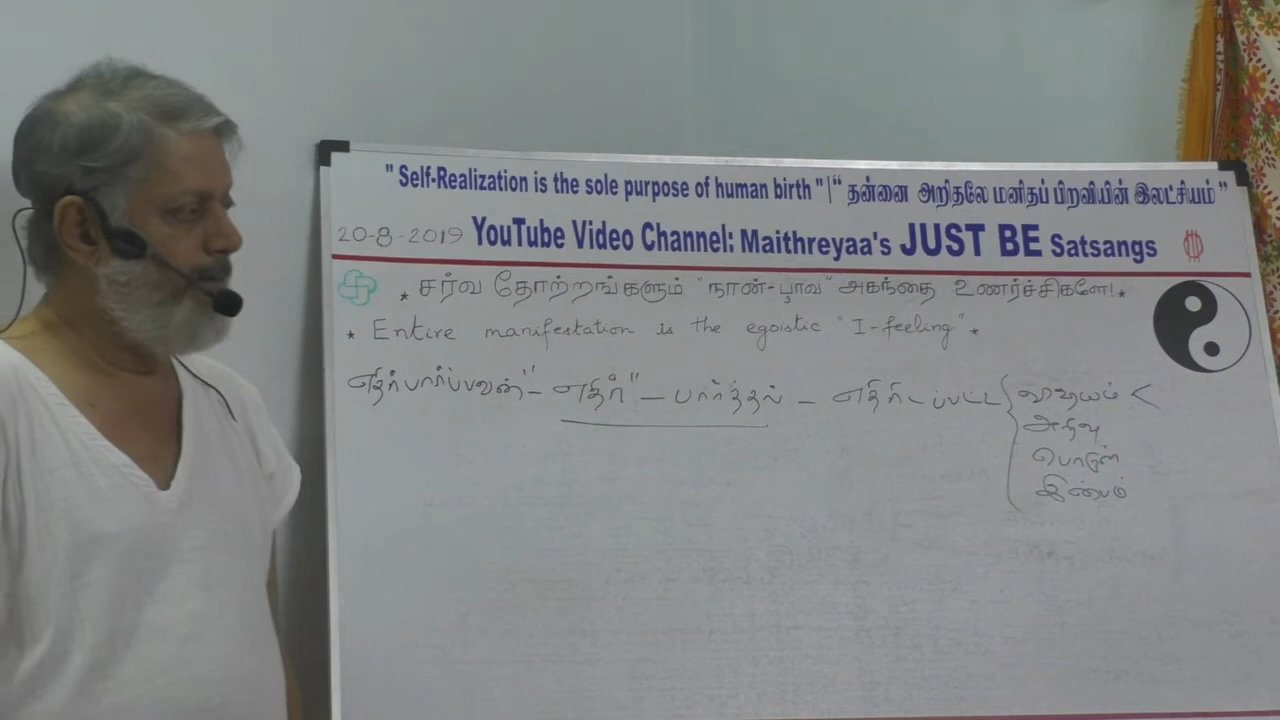 " Self-Realization is the sole purpose of human birth " | “ தன்னை அறிதலே மனிதப் பிறவியின் இலட்சியம் ”
20-8-2019 YouTube Video Channel: Maithreyaa's JUST BE Satsangs
* சர்வ தோற்றங்களும் "நான்-பாவ" அகந்தை உணர்ச்சிகளே!*
* Entire manifestation is the egoistic "I-feeling" *
எதிர்பார்ப்பவன்" - எதிர்" - பார்த்தல் - எதிரிடப்பட்ட { விஷயம் <
அறிவு
பொருள்
இன்பம்